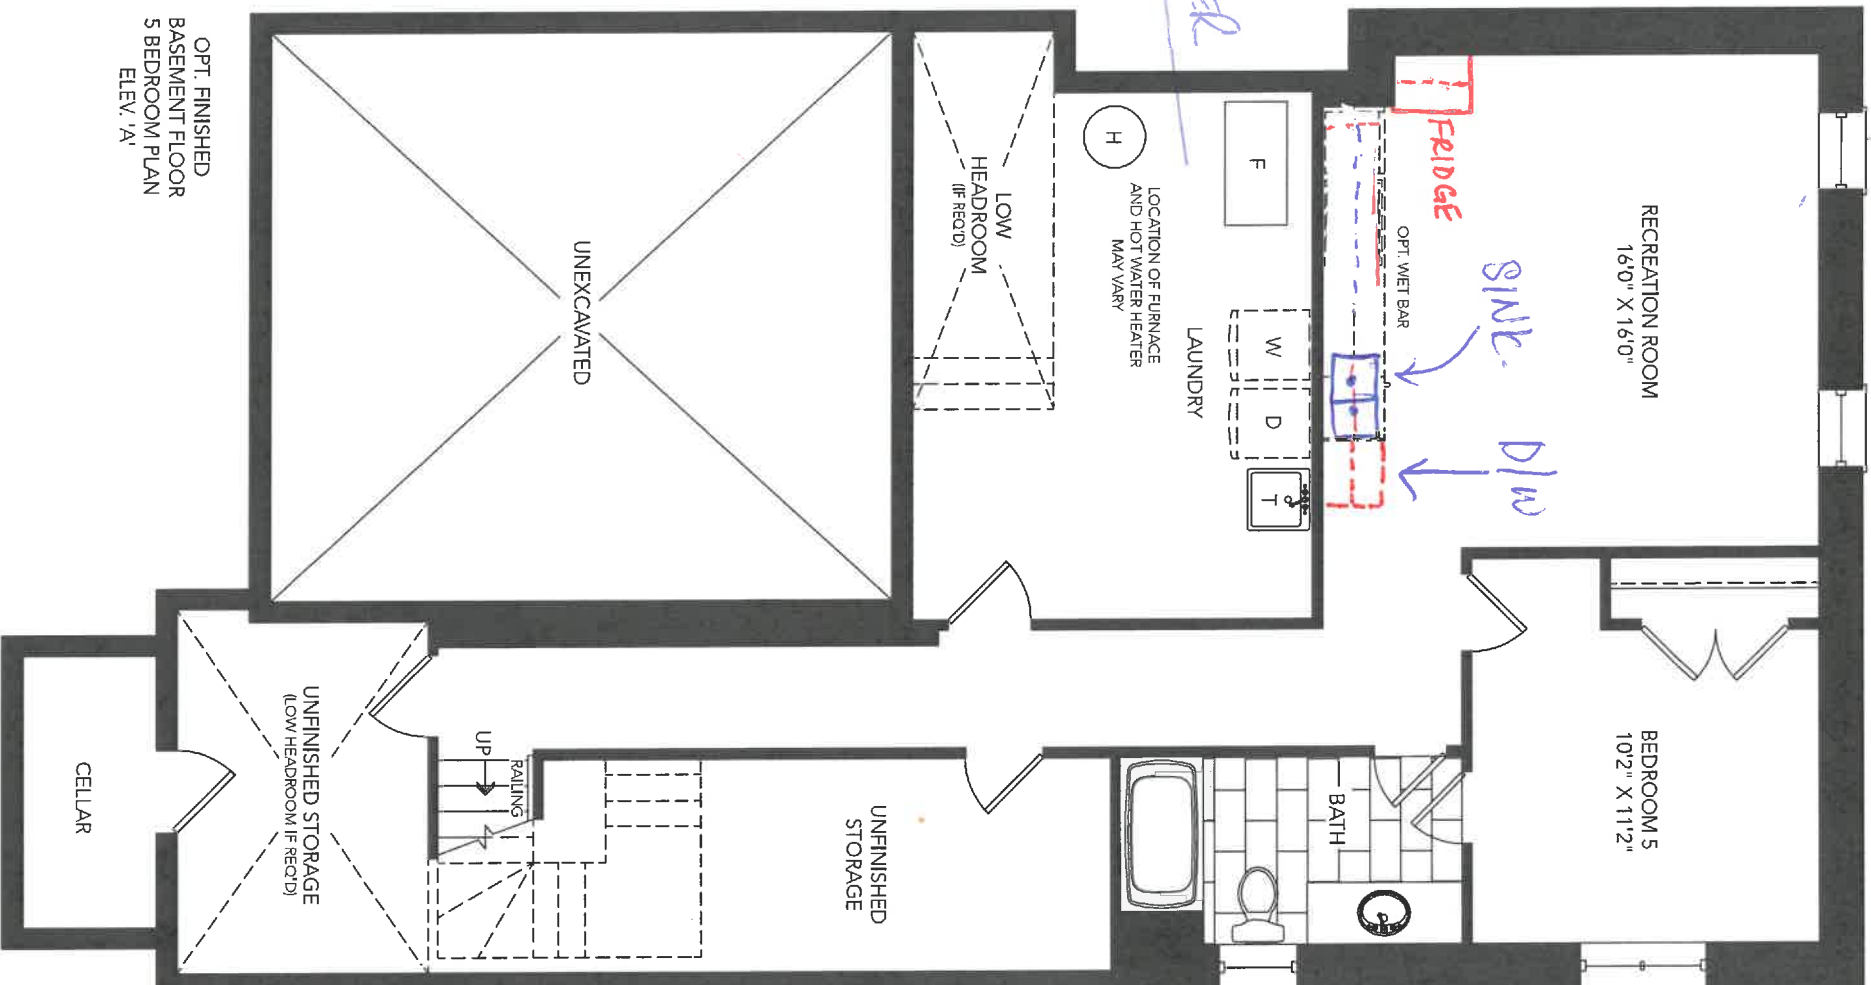 RECREATION ROOM
16'0" X 16'0"
FRIDGE
SINK.
D/W
OPT. WET BAR
BEDROOM 5
10'2" X 11'2"
BATH
F
H
W
D
T
LAUNDRY
LOCATION OF FURNACE
AND HOT WATER HEATER
MAY VARY
LOW
HEADROOM
(IF REQ'D)
UNFINISHED
STORAGE
UNEXCAVATED
RAILING
UP
UNFINISHED STORAGE
(LOW HEADROOM IF REQ'D)
CELLAR
OPT. FINISHED
BASEMENT FLOOR
5 BEDROOM PLAN
ELEV. 'A'